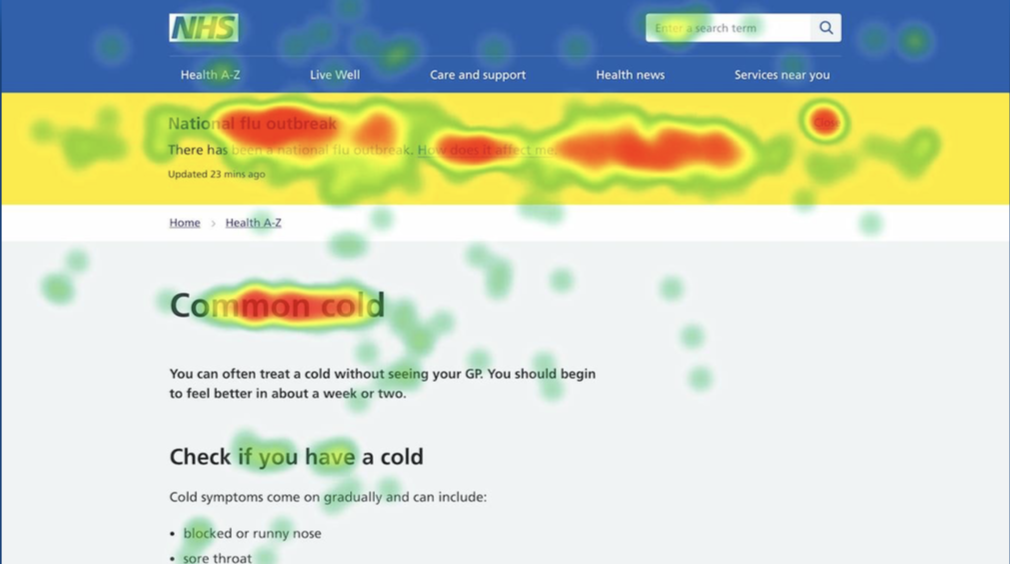 NHS
Enter a search term
Health A-Z Live Well Care and support Health news Services near you
National flu outbreak
There has been a national flu outbreak. How does it affect me.
Updated 23 mins ago
Home > Health A-Z
Common cold
You can often treat a cold without seeing your GP. You should begin
to feel better in about a week or two.
Check if you have a cold
Cold symptoms come on gradually and can include:
• blocked or runny nose
• sore throat